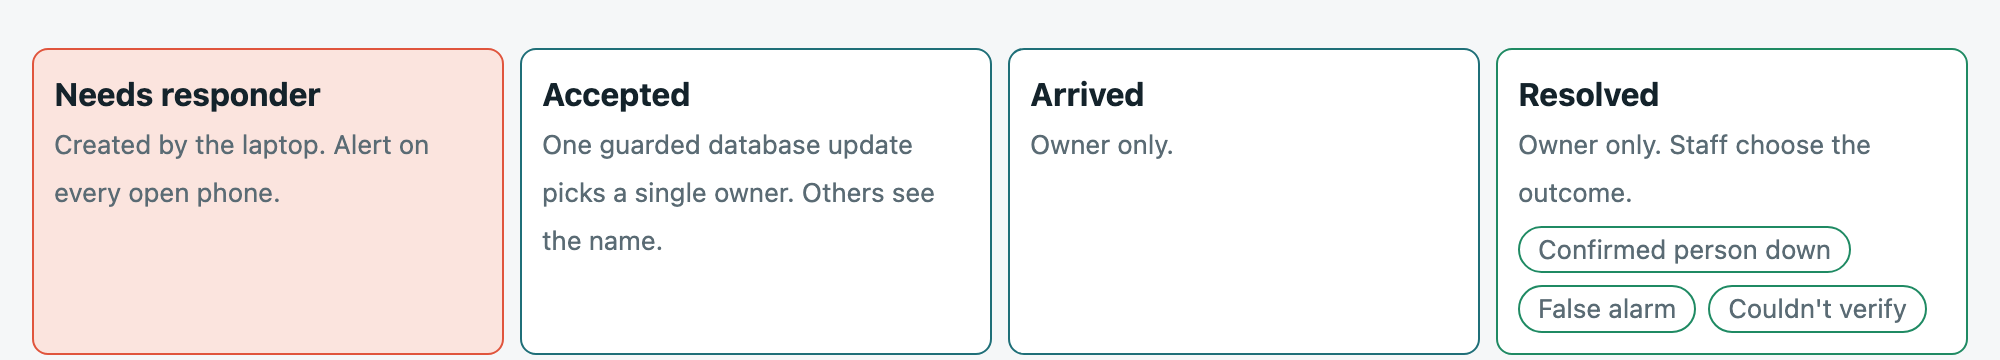 Needs responder
Created by the laptop. Alert on
every open phone.
Accepted
One guarded database update
picks a single owner. Others see
the name.
Arrived
Owner only.
Resolved
Owner only. Staff choose the
outcome.
Confirmed person down
False alarm
Couldn't verify